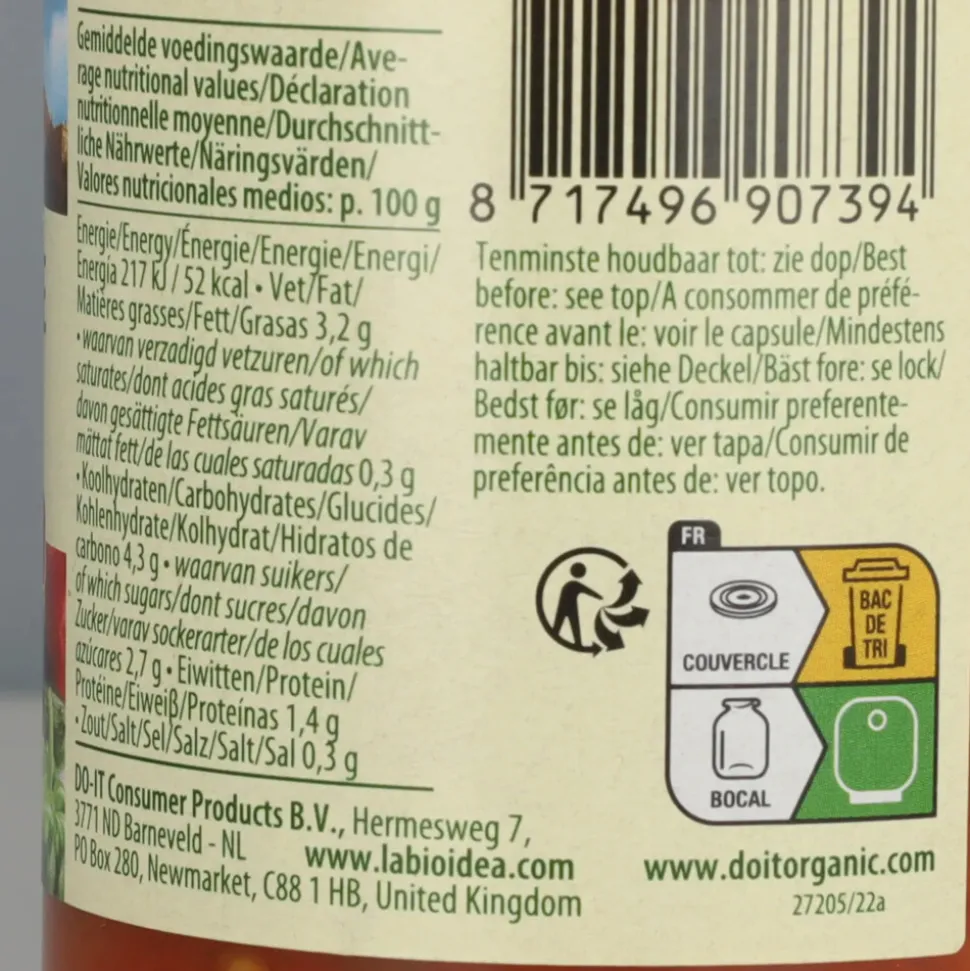 Gemiddelde voedingswaarde/Ave-
rage nutritional values/Déclaration
nutritionnelle moyenne/Durchschnitt-
liche Nährwerte/Näringsvärden/
Valores nutricionales medios: p. 100 g
Energie/Energy/Énergie/Energie/Energi/
Energía 217 kJ / 52 kcal • Vet/Fat/
Matières grasses/Fett/Grasas 3,2 g
• waarvan verzadigd vetzuren/of which
saturates/dont acides gras saturés/
davon gesättigte Fettsäuren/Varav
mättat fett/de las cuales saturadas 0,3 g
• Koolhydraten/Carbohydrates/Glucides/
Kohlenhydrate/Kolhydrat/Hidratos de
carbono 4,3 g • waarvan suikers/
of which sugars/dont sucres/davon
Zucker/varav sockerarter/de los cuales
azúcares 2,7 g • Eiwitten/Protein/
Protéine/Eiweiß/Proteínas 1,4 g
• Zout/Salt/Sel/Salz/Salt/Sal 0,3 g
DO-IT Consumer Products B.V., Hermesweg 7,
3771 ND Barneveld - NL www.labioidea.com
PO Box 280, Newmarket, C88 1 HB, United Kingdom
8 717496 907394
Tenminste houdbaar tot: zie dop/Best
before: see top/A consommer de préfé-
rence avant le: voir le capsule/Mindestens
haltbar bis: siehe Deckel/Bäst fore: se lock/
Bedst før: se låg/Consumir preferente-
mente antes de: ver tapa/Consumir de
preferência antes de: ver topo.
FR
COUVERCLE
BAC
DE
TRI
BOCAL
www.doitorganic.com
27205/22a